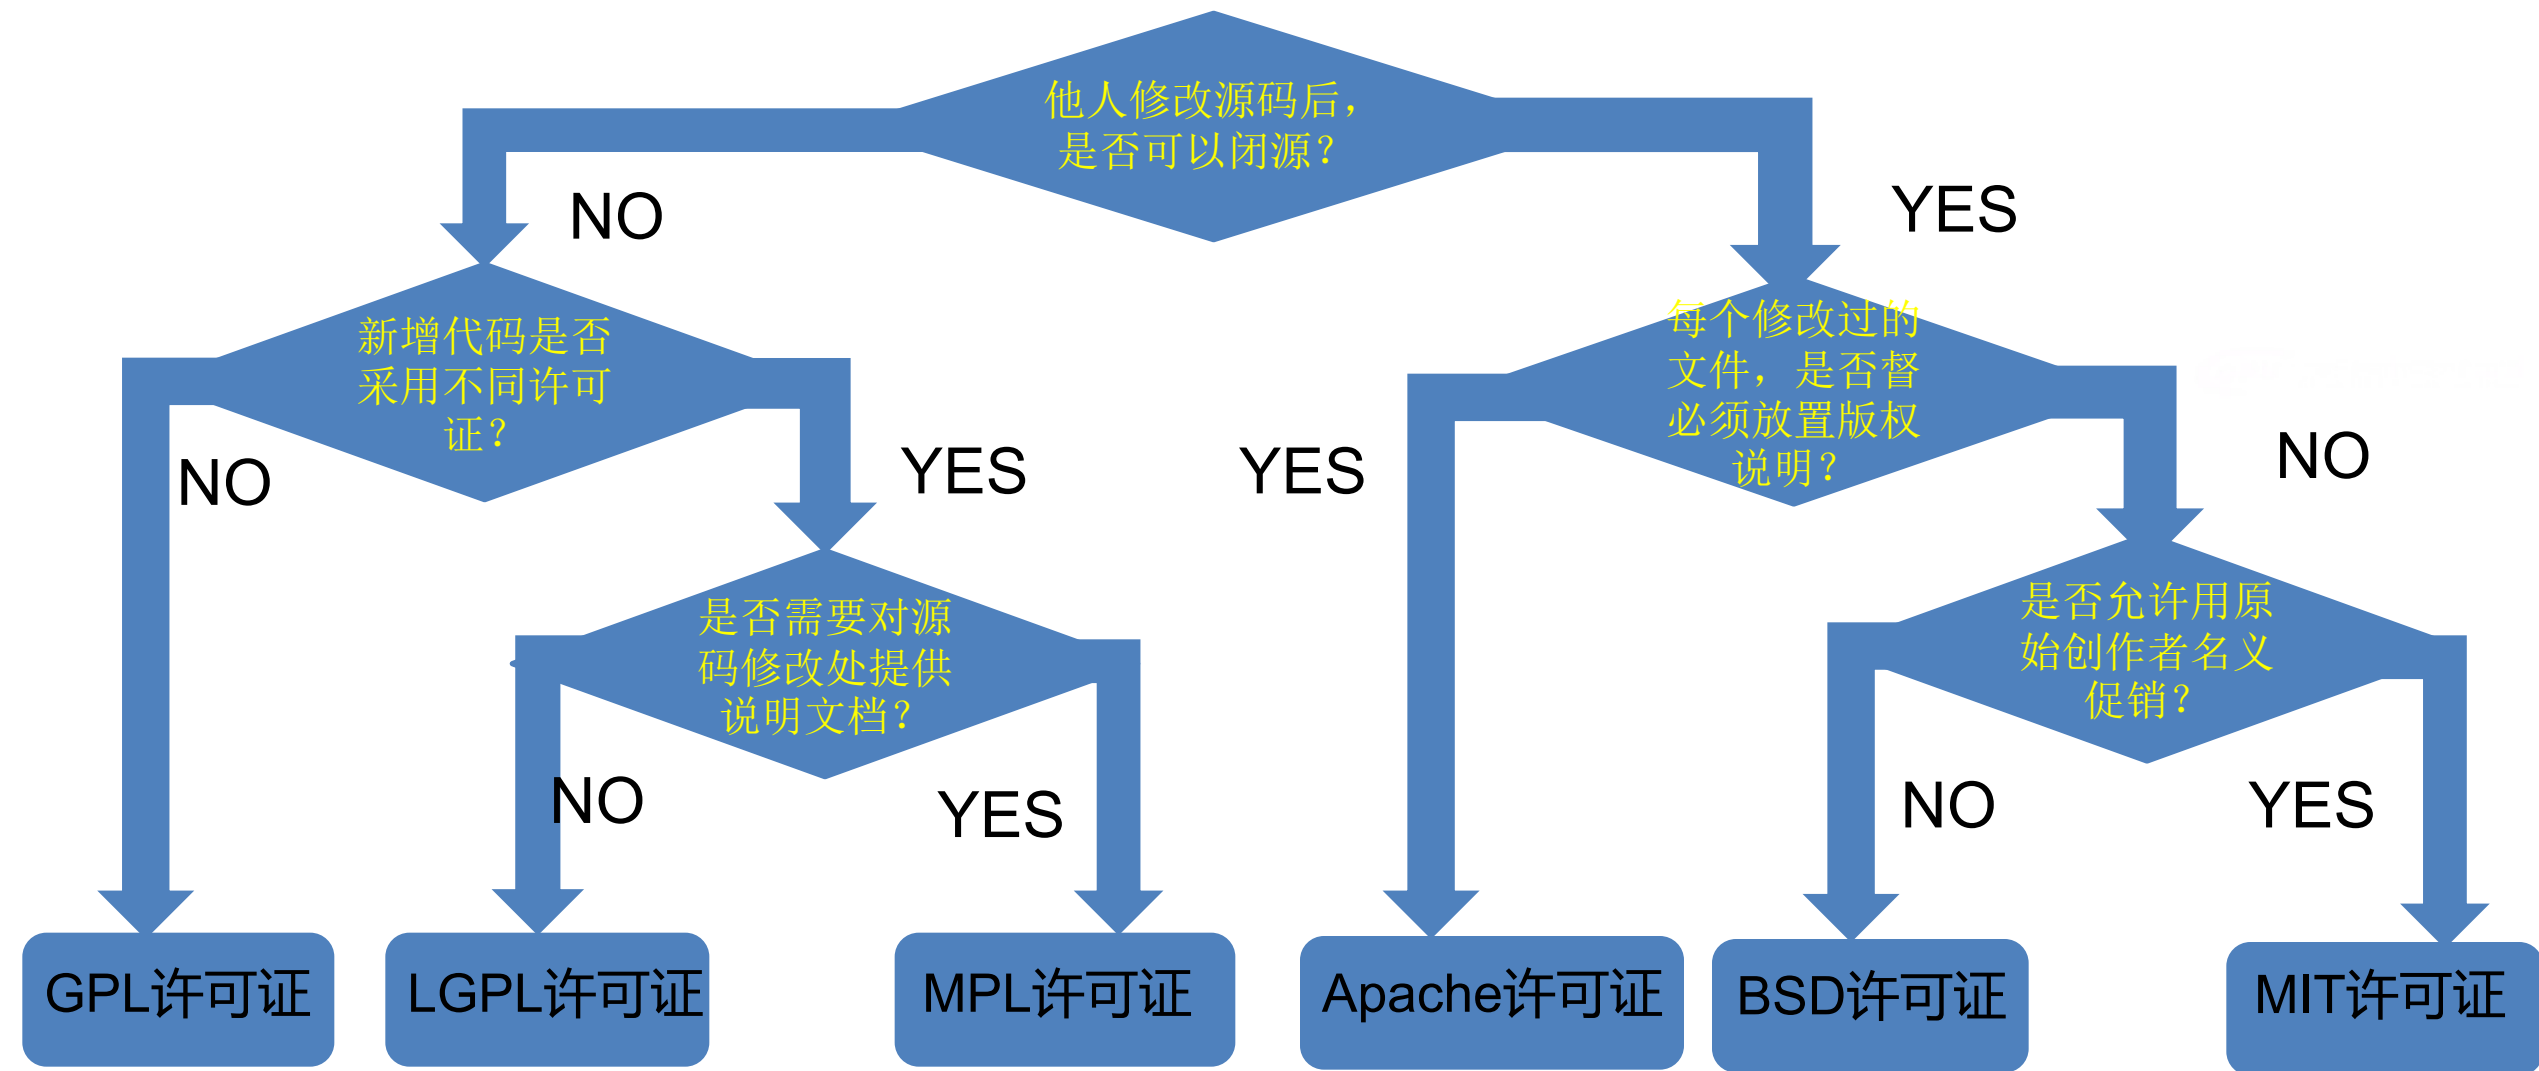 他人修改源码后，
是否可以闭源？
NO
YES
新增代码是否
采用不同许可
证？
每个修改过的
文件，是否督
必须放置版权
说明？
NO
YES
YES
NO
是否需要对源
码修改处提供
说明文档？
是否允许用原
始创作者名义
促销？
NO
YES
NO
YES
GPL许可证
LGPL许可证
MPL许可证
Apache许可证
BSD许可证
MIT许可证